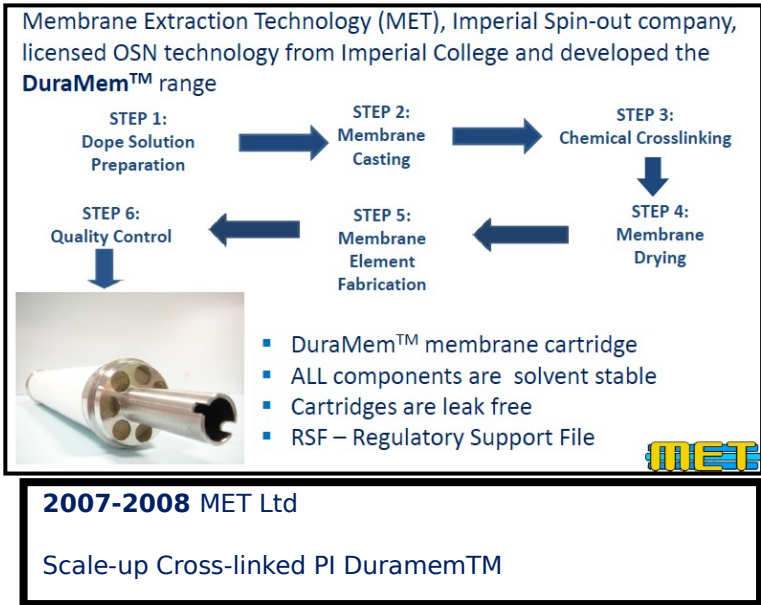 Membrane Extraction Technology (MET), Imperial Spin-out company,
licensed OSN technology from Imperial College and developed the
DuraMem™ range
STEP 1:
Dope Solution
Preparation
STEP 2:
Membrane
Casting
STEP 3:
Chemical Crosslinking
STEP 4:
Membrane
Drying
STEP 5:
Membrane
Element
Fabrication
STEP 6:
Quality Control
▪ DuraMem™ membrane cartridge
▪ ALL components are solvent stable
▪ Cartridges are leak free
▪ RSF – Regulatory Support File
MET
2007-2008 MET Ltd
Scale-up Cross-linked PI DuramemTM